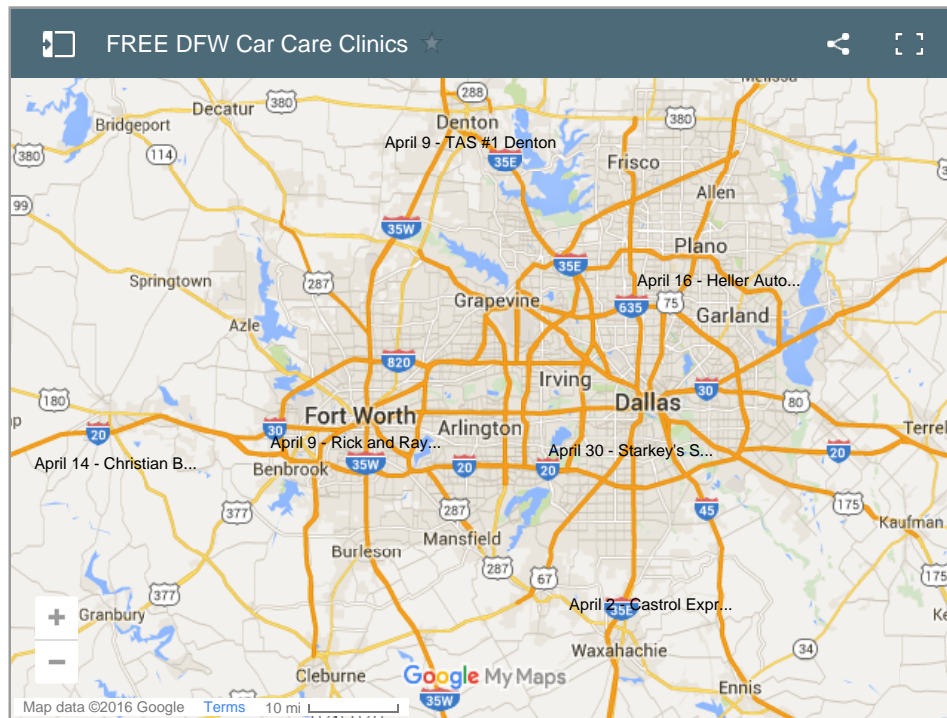 FREE DFW Car Care Clinics
Melissa
288
Decatur
380
380
Bridgeport
Denton
April 9 - TAS #1 Denton
380
114
35E
Frisco
Allen
99
35W
Plano
35E
Springtown
287
April 16 - Heller Auto...
Grapevine
635
75
Garland
Azle
820
Irving
30
180
Dallas
80
Fort Worth
20
30
Arlington
Terrel
April 9 - Rick and Ray...
April 30 - Starkey's S...
20
April 14 - Christian B...
Benbrook
35W
20
20
175
377
287
45
Kaufman
Mansfield
Burleson
287
67
175
377
April 2 - Castrol Expr...
35E
Granbury
Ke
+
Waxahachie
34
−
Cleburne
Google My Maps
Ennis
35W
Map data ©2016 Google Terms 10 mi